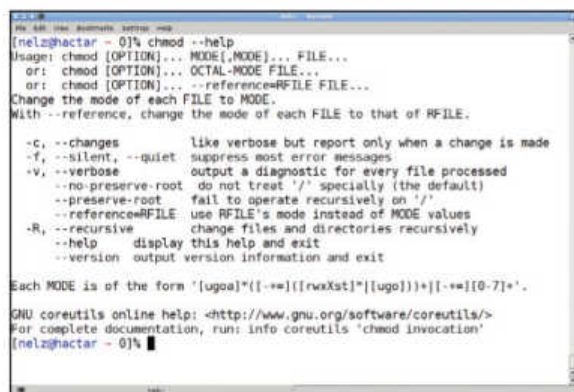 File Edit View Bookmarks Settings Help
[nelz@hactar ~ 0]% chmod --help
Usage: chmod [OPTION]... MODE[,MODE]... FILE...
  or:  chmod [OPTION]... OCTAL-MODE FILE...
  or:  chmod [OPTION]... --reference=RFILE FILE...
Change the mode of each FILE to MODE.
With --reference, change the mode of each FILE to that of RFILE.

  -c, --changes          like verbose but report only when a change is made
  -f, --silent, --quiet  suppress most error messages
  -v, --verbose          output a diagnostic for every file processed
      --no-preserve-root  do not treat '/' specially (the default)
      --preserve-root    fail to operate recursively on '/'
      --reference=RFILE  use RFILE's mode instead of MODE values
  -R, --recursive        change files and directories recursively
      --help     display this help and exit
      --version  output version information and exit

Each MODE is of the form '[ugoa]*([-+=]([rwxXst]*|[ugo]))+|[-+=][0-7]+'.

GNU coreutils online help: <http://www.gnu.org/software/coreutils/>
For complete documentation, run: info coreutils 'chmod invocation'
[nelz@hactar ~ 0]%